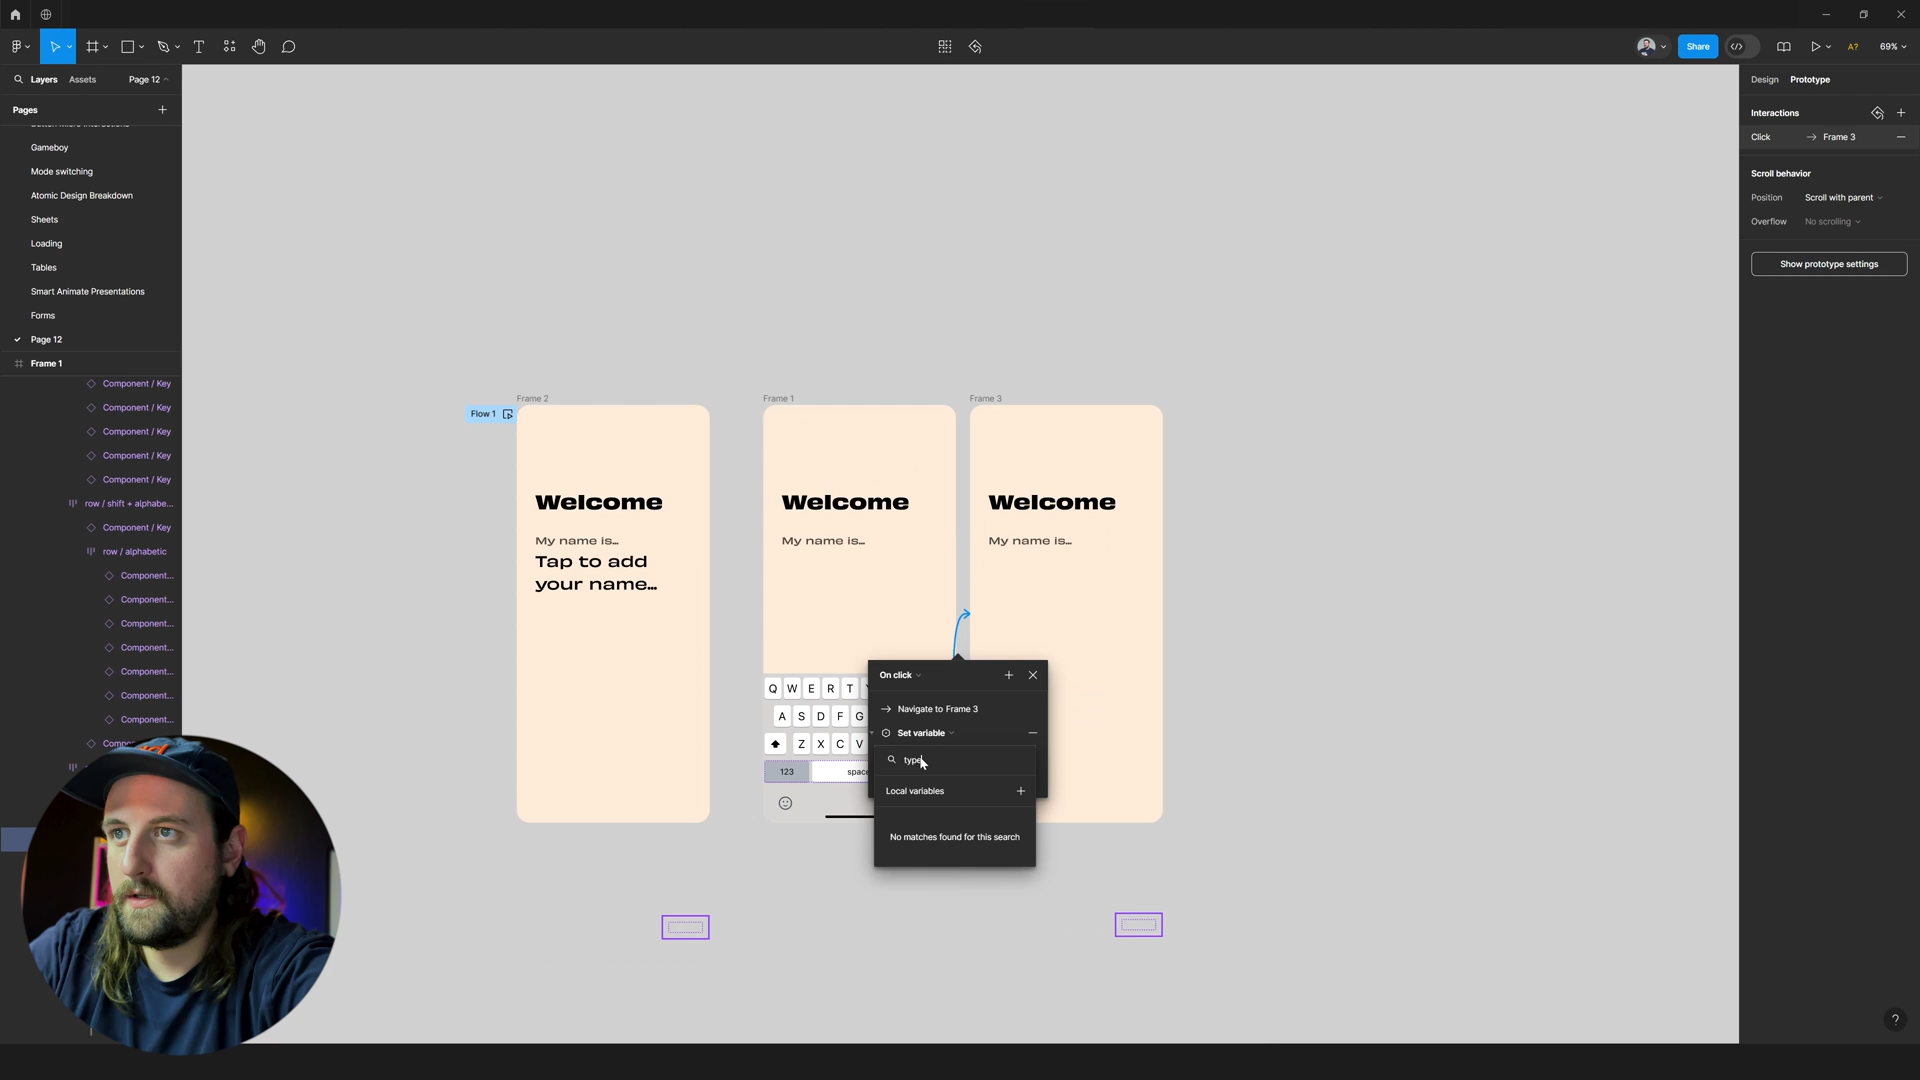 Share
69%
A?
Layers
Assets
Page 12
Pages
Gameboy
Mode switching
Atomic Design Breakdown
Sheets
Loading
Tables
Smart Animate Presentations
Forms
Page 12
Frame 1
Component / Key
Component / Key
Component / Key
Component / Key
Component / Key
row / shift + alphabe...
Component / Key
row / alphabetic
Component...
Component...
Component...
Component...
Component...
Component...
Component...
Flow 1
Frame 2
Welcome
My name is...
Tap to add
your name...
Frame 1
Welcome
My name is...
Q W E R T
A S D F G
Z X C V
123
space
Frame 3
Welcome
My name is...
On click
Navigate to Frame 3
Set variable
type
Local variables
No matches found for this search
Design
Prototype
Interactions
Click
Frame 3
Scroll behavior
Position
Scroll with parent
Overflow
No scrolling
Show prototype settings
?